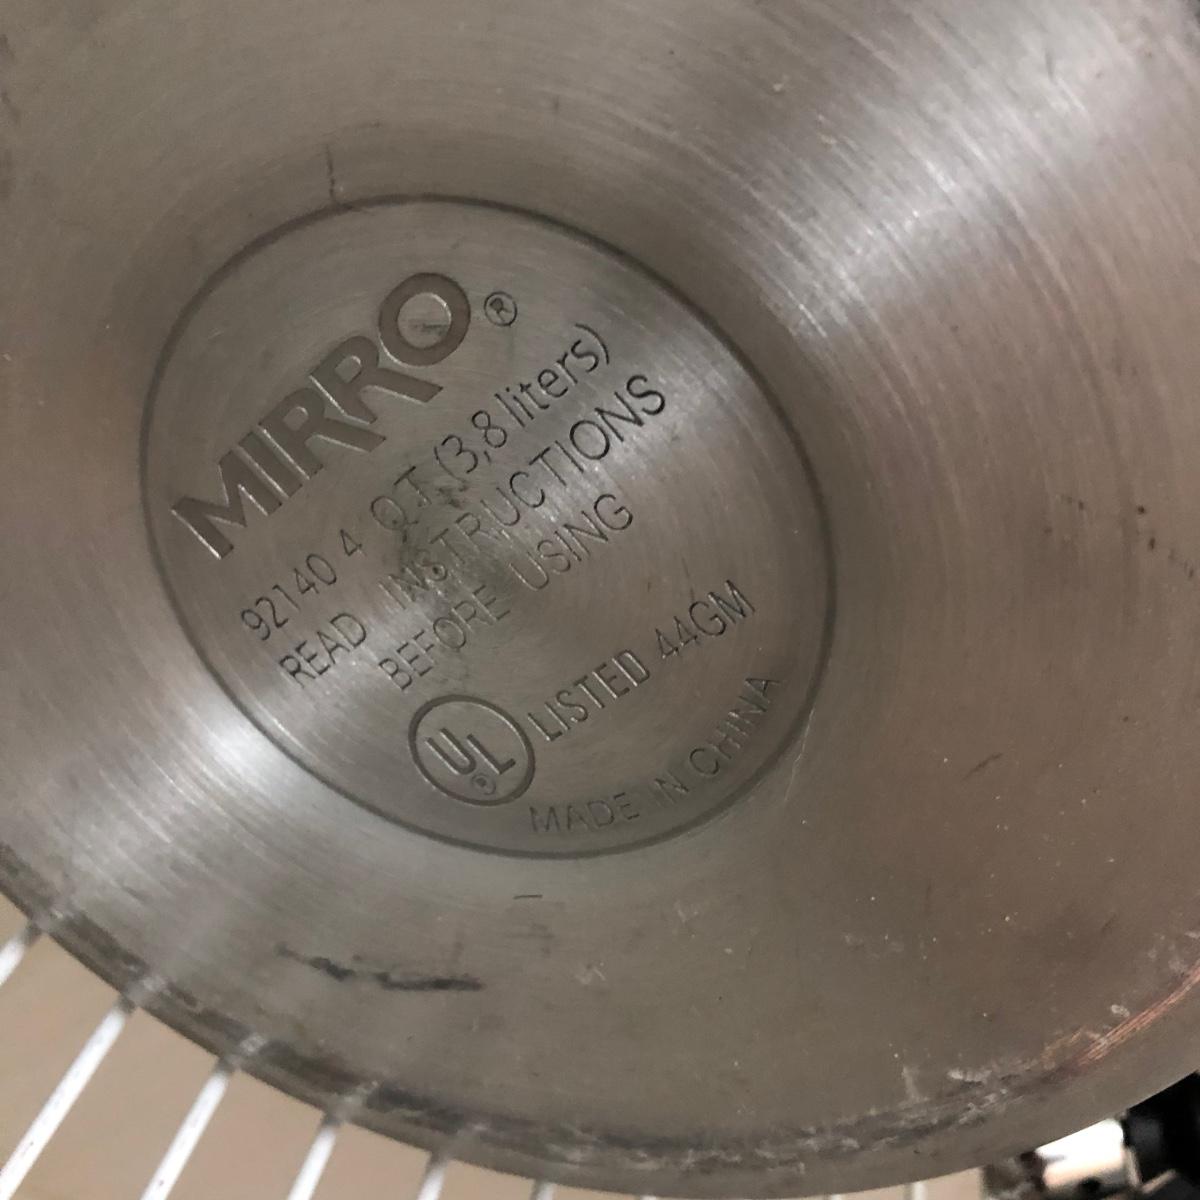 MIRRO®
92140 4 QT (3,8 liters)
READ INSTRUCTIONS
BEFORE USING
UL® LISTED 44GM
MADE IN CHINA